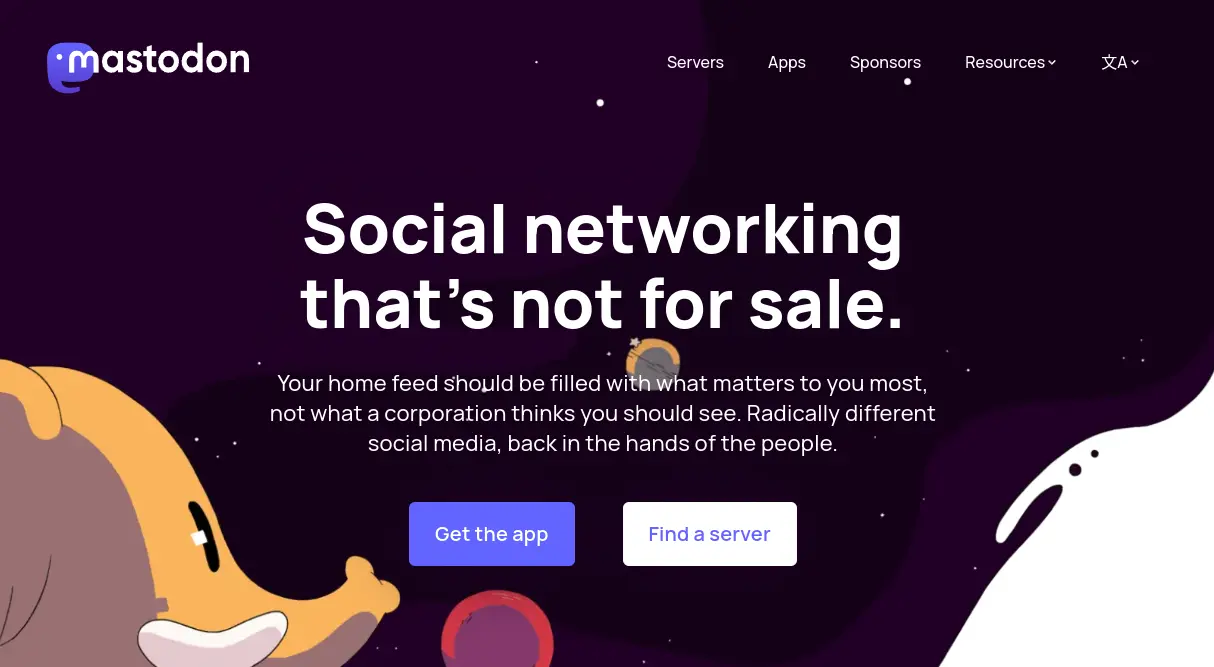 mastodon
Servers Apps Sponsors Resources 文A
Social networking
that’s not for sale.
Your home feed should be filled with what matters to you most,
not what a corporation thinks you should see. Radically different
social media, back in the hands of the people.
Get the app Find a server